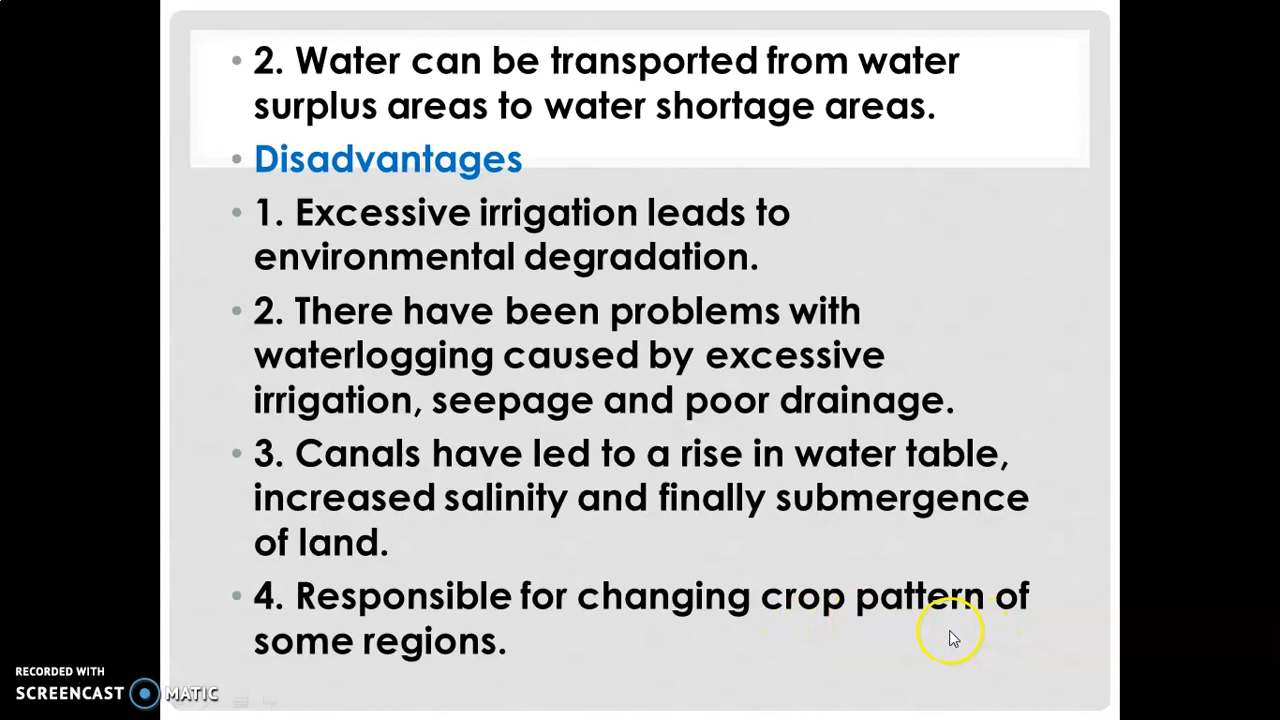 • 2. Water can be transported from water
surplus areas to water shortage areas.
• Disadvantages
• 1. Excessive irrigation leads to
environmental degradation.
• 2. There have been problems with
waterlogging caused by excessive
irrigation, seepage and poor drainage.
• 3. Canals have led to a rise in water table,
increased salinity and finally submergence
of land.
• 4. Responsible for changing crop pattern of
some regions.
RECORDED WITH
SCREENCAST MATIC